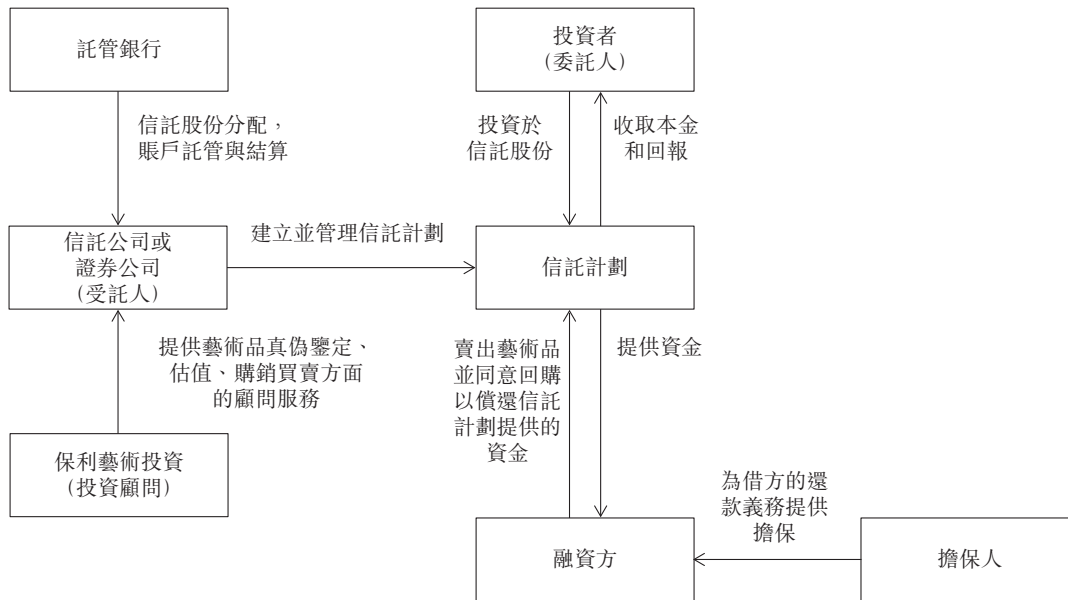 託管銀行
投資者
(委託人)
信託股份分配,
賬戶託管與結算
投資於
信託股份
收取本金
和回報
信託公司或
證券公司
(受託人)
建立並管理信託計劃
信託計劃
提供藝術品真偽鑒定、
估值、購銷買賣方面
的顧問服務
賣出藝術品
並同意回購
以償還信託
計劃提供的
資金
提供資金
保利藝術投資
(投資顧問)
為借方的還
款義務提供
擔保
融資方
擔保人